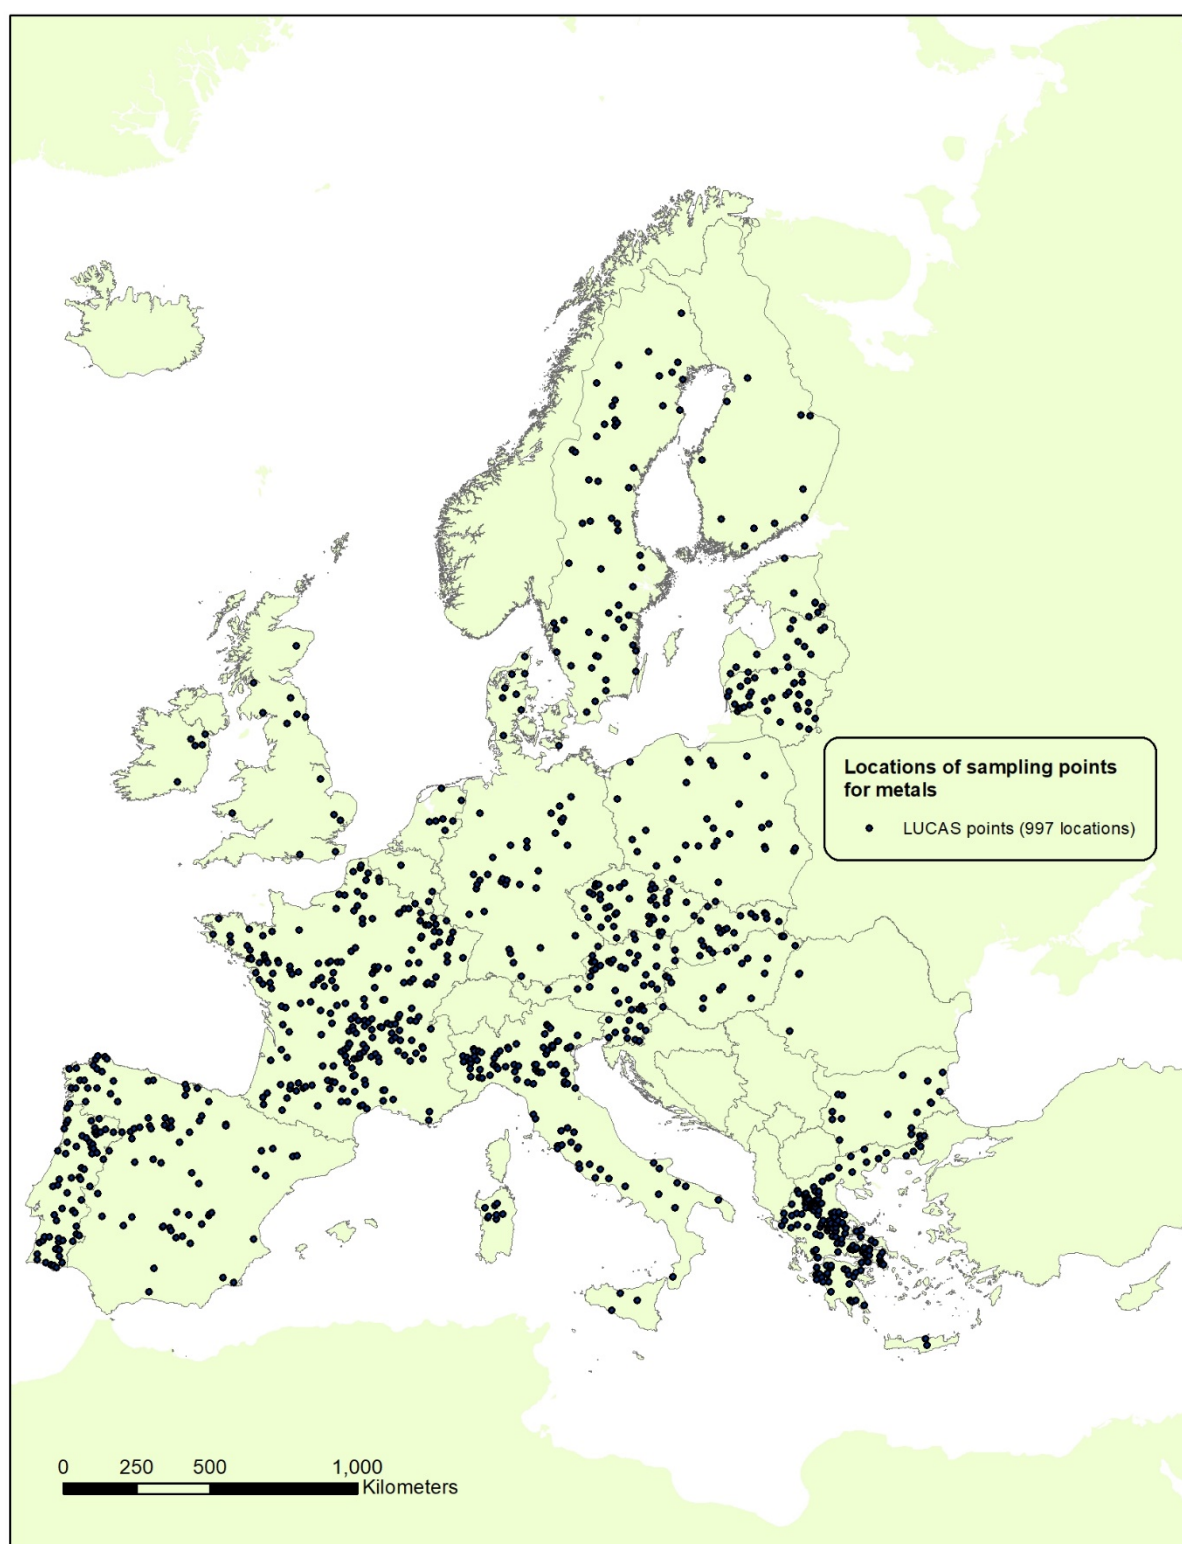 Locations of sampling points
for metals
LUCAS points (997 locations)
0 250 500 1,000
Kilometers